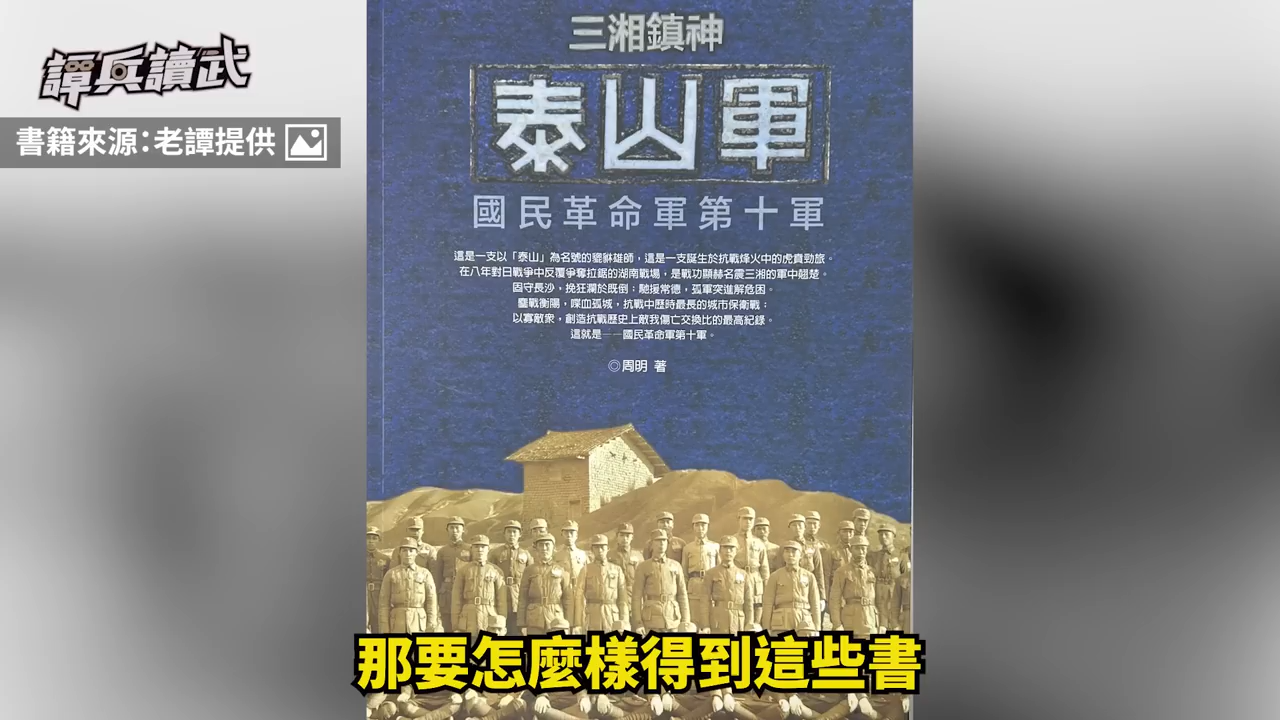 譚兵讀武
書籍來源：老譚提供
三湘鎮神
泰山軍
國民革命軍第十軍
這是一支以「泰山」為名號的貔貅雄師，這是一支誕生於抗戰烽火中的虎賁勁旅。
在八年對日戰爭中反覆爭奪拉鋸的湖南戰場，是戰功顯赫名震三湘的軍中翹楚。
固守長沙，挽狂瀾於既倒；馳援常德，孤軍突進解危困。
鏖戰衡陽，喋血孤城，抗戰中歷時最長的城市保衛戰；
以寡敵衆，創造抗戰歷史上敵我傷亡交換比的最高紀錄。
這就是——國民革命軍第十軍。
◎周明 著
那要怎麼樣得到這些書